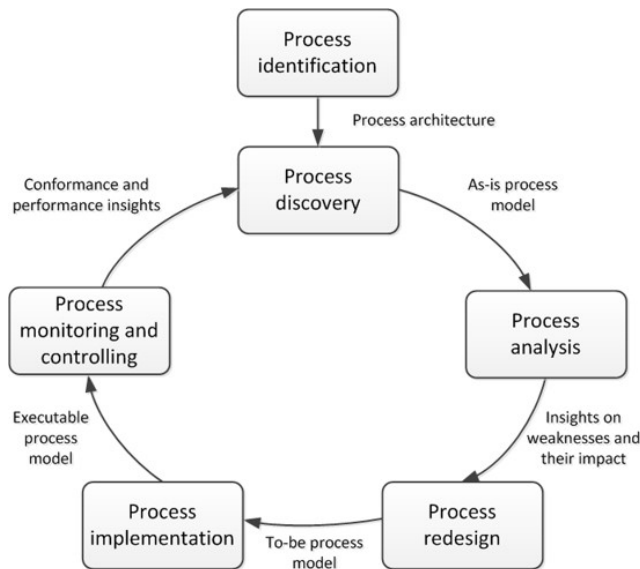 Process
identification
Process architecture
Process
discovery
As-is process
model
Process
analysis
Insights on
weaknesses and
their impact
Process
redesign
To-be process
model
Process
implementation
Executable
process
model
Process
monitoring and
controlling
Conformance and
performance insights